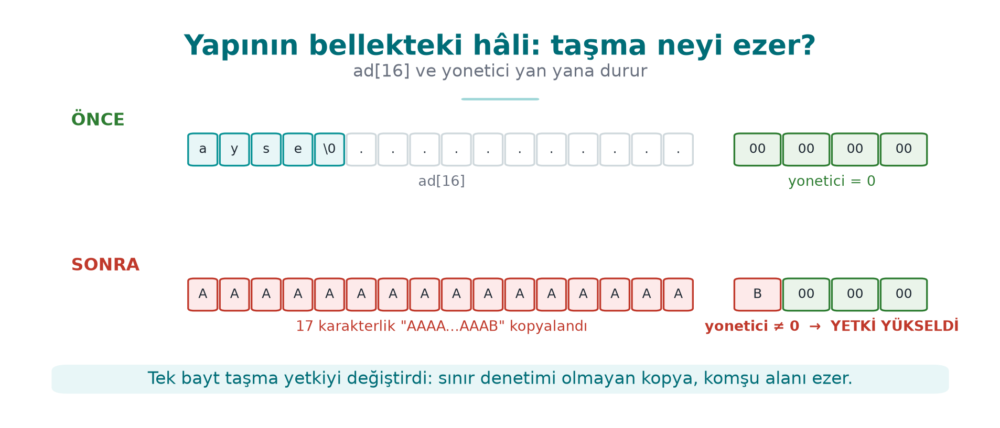 Yapının bellekteki hâli: taşma neyi ezer?
ad[16] ve yonetici yan yana durur
ÖNCE
a y s e \0 . . . . . . . . . . . 00 00 00 00
ad[16] yonetici = 0
SONRA
A A A A A A A A A A A A A A A A B 00 00 00
17 karakterlik "AAAA...AAAB" kopyalandı yonetici ≠ 0 → YETKİ YÜKSELDİ
Tek bayt taşma yetkiyi değiştirdi: sınır denetimi olmayan kopya, komşu alanı ezer.